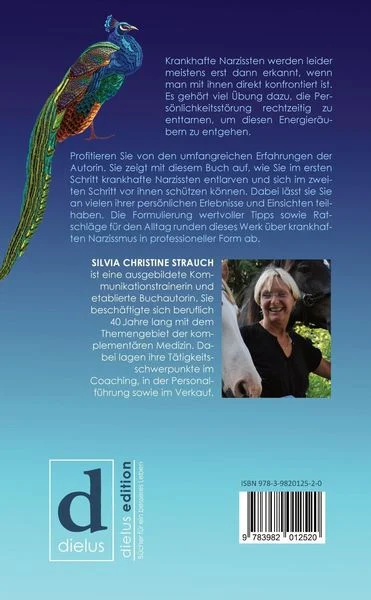 Krankhafte Narzissten werden leider
meistens erst dann erkannt, wenn
man mit ihnen direkt konfrontiert ist.
Es gehört viel Übung dazu, die Per-
sönlichkeitsstörung rechtzeitig zu
enttarnen, um diesen Energieräu-
bern zu entgehen.
Profitieren Sie von den umfangreichen Erfahrungen der
Autorin. Sie zeigt mit diesem Buch auf, wie Sie im ersten
Schritt krankhafte Narzissten entlarven und sich im zwei-
ten Schritt vor ihnen schützen können. Dabei lässt sie Sie
an vielen ihrer persönlichen Erlebnisse und Einsichten teil-
haben. Die Formulierung wertvoller Tipps sowie Rat-
schläge für den Alltag runden dieses Werk über krankhaf-
ten Narzissmus in professioneller Form ab.
SILVIA CHRISTINE STRAUCH
ist eine ausgebildete Kom-
munikationstrainerin und
etablierte Buchautorin. Sie
beschäftigte sich beruflich
40 Jahre lang mit dem
Themengebiet der kom-
plementären Medizin. Da-
bei lagen ihre Tätigkeits-
schwerpunkte im
Coaching, in der Personal-
führung sowie im Verkauf.
d
dielus
dielus edition
Bücher für ein besseres Leben
ISBN 978-3-9820125-2-0
9 783982 012520